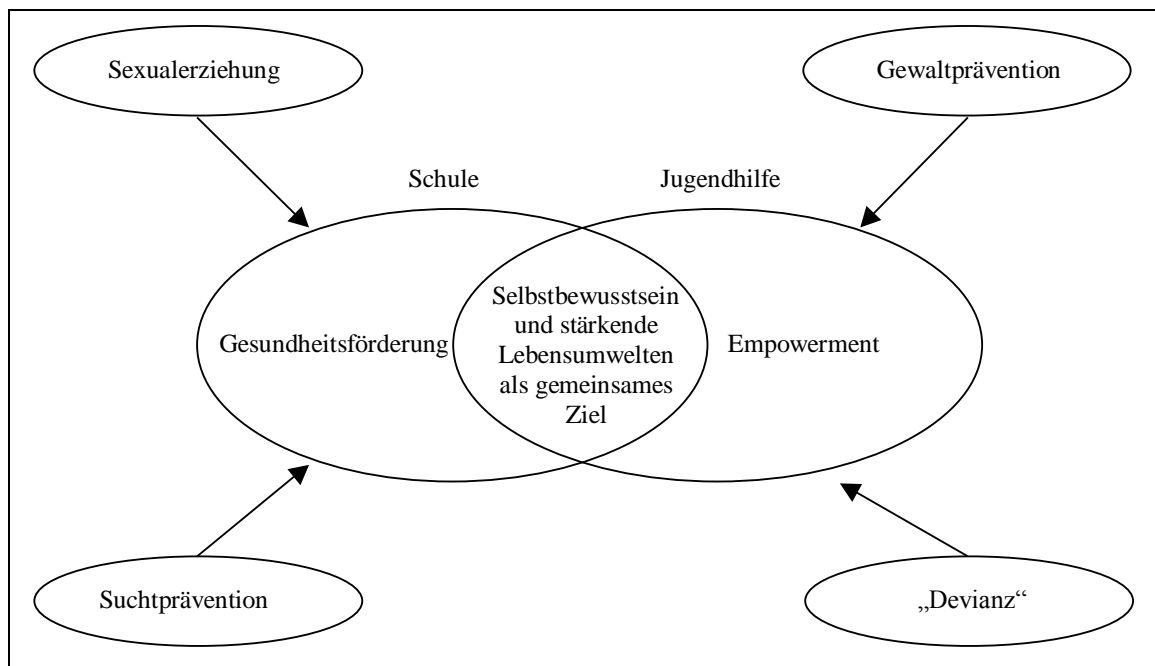 Sexualerziehung
Gewaltprävention
Schule
Jugendhilfe
Gesundheitsförderung
Selbstbewusstsein
und stärkende
Lebensumwelten
als gemeinsames
Ziel
Empowerment
Suchtprävention
„Devianz“